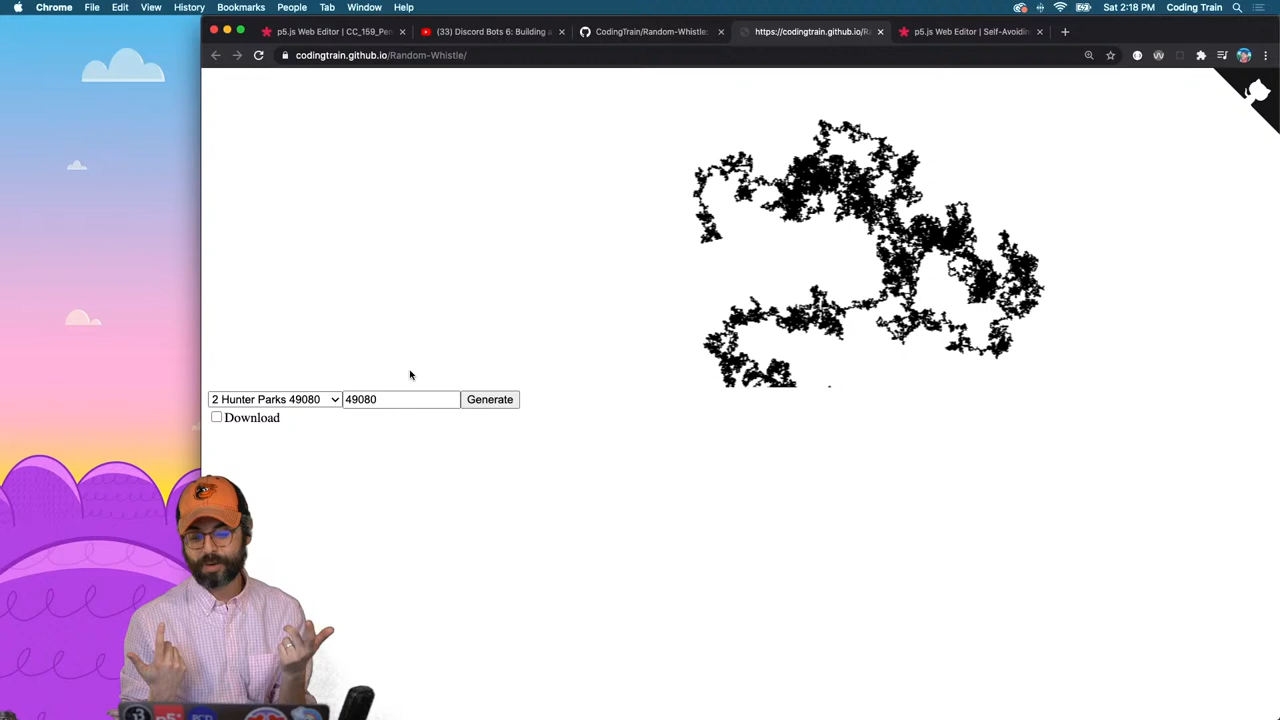 Chrome File Edit View History Bookmarks People Tab Window Help Sat 2:18 PM Coding Train
p5.js Web Editor | CC_159_Pen
(33) Discord Bots 6: Building a
CodingTrain/Random-Whistle:
https://codingtrain.github.io/Ra
p5.js Web Editor | Self-Avoidin
codingtrain.github.io/Random-Whistle/
2 Hunter Parks 49080 49080 Generate
Download